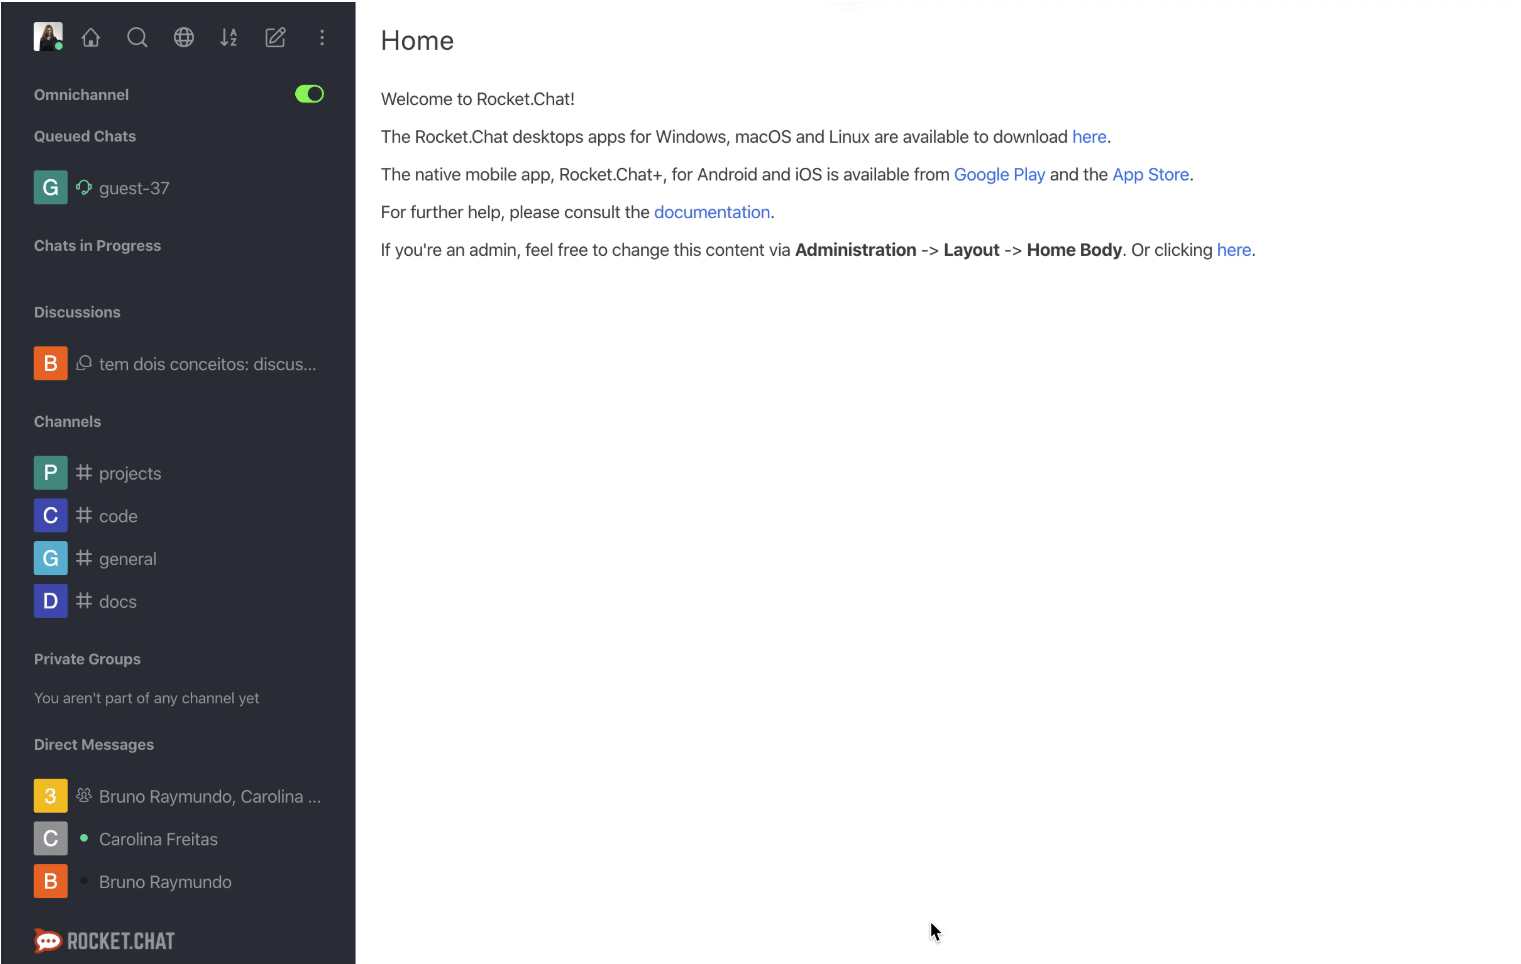 Omnichannel
Queued Chats
G guest-37
Chats in Progress
Discussions
B tem dois conceitos: discus...
Channels
P # projects
C # code
G # general
D # docs
Private Groups
You aren't part of any channel yet
Direct Messages
3 Bruno Raymundo, Carolina ...
C Carolina Freitas
B Bruno Raymundo
ROCKET.CHAT
Home
Welcome to Rocket.Chat!
The Rocket.Chat desktops apps for Windows, macOS and Linux are available to download here.
The native mobile app, Rocket.Chat+, for Android and iOS is available from Google Play and the App Store.
For further help, please consult the documentation.
If you're an admin, feel free to change this content via Administration -> Layout -> Home Body. Or clicking here.